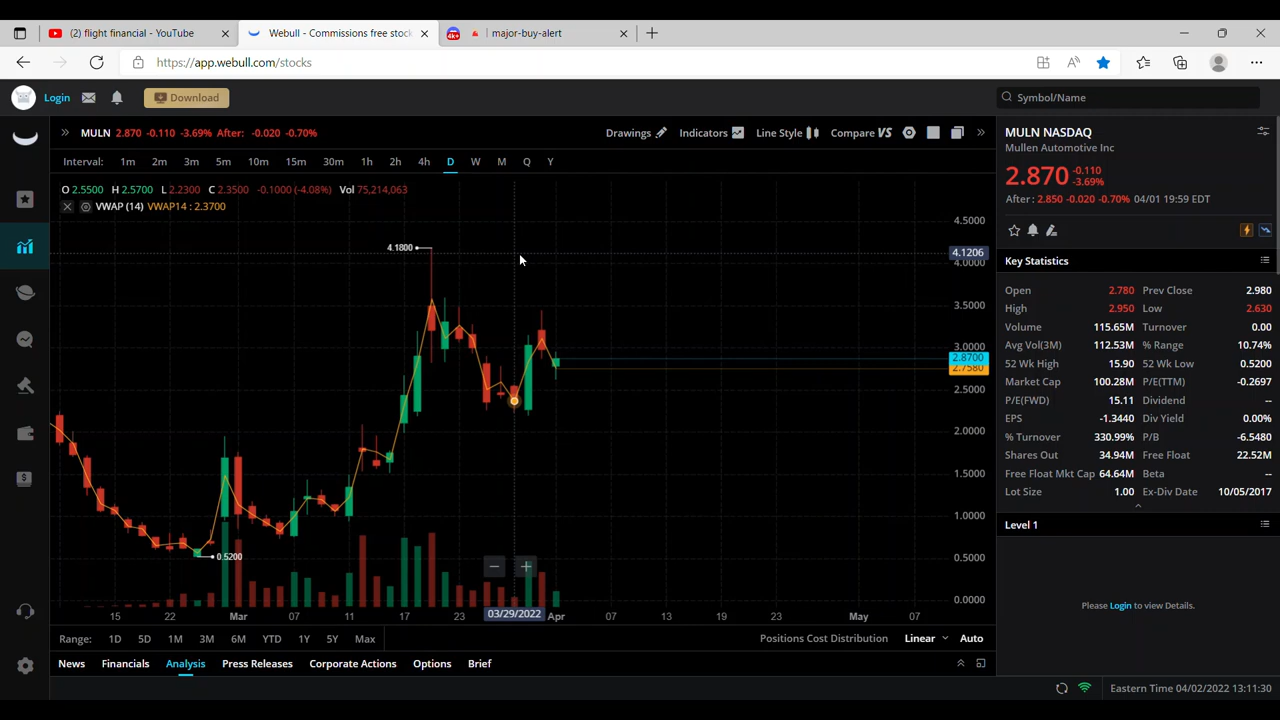 (2) flight financial - YouTube
Webull - Commissions free stoc
4k+ major-buy-alert
https://app.webull.com/stocks
Login Download Symbol/Name
MULN 2.870 -0.110 -3.69% After: -0.020 -0.70% Drawings Indicators Line Style Compare VS
Interval: 1m 2m 3m 5m 10m 15m 30m 1h 2h 4h D W M Q Y
O 2.5500 H 2.5700 L 2.2300 C 2.3500 -0.1000 (-4.08%) Vol 75,214,063
VWAP (14) VWAP14 : 2.3700
4.1800
0.5200
4.5000
4.1206
4.0000
3.5000
3.0000
2.8700
2.7580
2.5000
2.0000
1.5000
1.0000
0.5000
0.0000
15 22 Mar 07 11 17 23 03/29/2022 Apr 07 13 19 23 May 07
Range: 1D 5D 1M 3M 6M YTD 1Y 5Y Max Positions Cost Distribution Linear Auto
News Financials Analysis Press Releases Corporate Actions Options Brief
MULN NASDAQ
Mullen Automotive Inc
2.870 -0.110
-3.69%
After : 2.850 -0.020 -0.70% 04/01 19:59 EDT
Key Statistics
Open 2.780 Prev Close 2.980
High 2.950 Low 2.630
Volume 115.65M Turnover 0.00
Avg Vol(3M) 112.53M % Range 10.74%
52 Wk High 15.90 52 Wk Low 0.5200
Market Cap 100.28M P/E(TTM) -0.2697
P/E(FWD) 15.11 Dividend --
EPS -1.3440 Div Yield 0.00%
% Turnover 330.99% P/B -6.5480
Shares Out 34.94M Free Float 22.52M
Free Float Mkt Cap 64.64M Beta --
Lot Size 1.00 Ex-Div Date 10/05/2017
Level 1
Please Login to view Details.
Eastern Time 04/02/2022 13:11:30